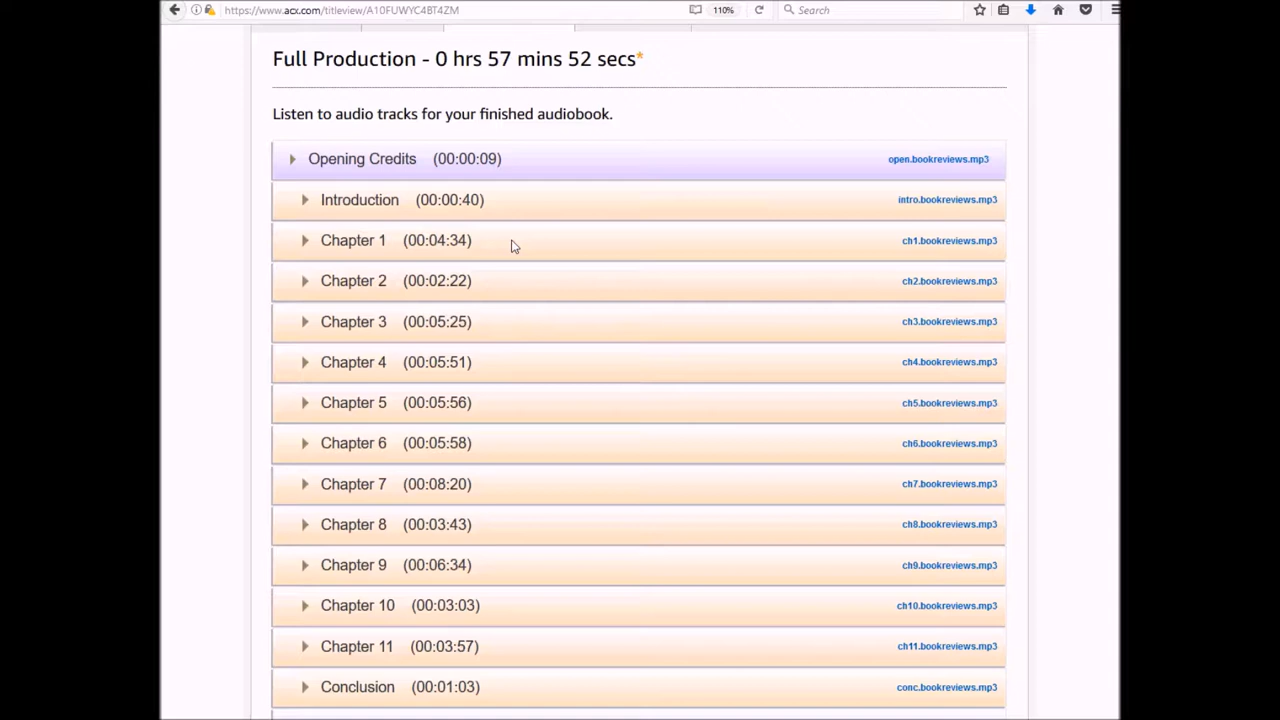 https://www.acx.com/titleview/A10FUWYC4BT4ZM 110% Search
Full Production - 0 hrs 57 mins 52 secs*
Listen to audio tracks for your finished audiobook.
Opening Credits (00:00:09) open.bookreviews.mp3
Introduction (00:00:40) intro.bookreviews.mp3
Chapter 1 (00:04:34) ch1.bookreviews.mp3
Chapter 2 (00:02:22) ch2.bookreviews.mp3
Chapter 3 (00:05:25) ch3.bookreviews.mp3
Chapter 4 (00:05:51) ch4.bookreviews.mp3
Chapter 5 (00:05:56) ch5.bookreviews.mp3
Chapter 6 (00:05:58) ch6.bookreviews.mp3
Chapter 7 (00:08:20) ch7.bookreviews.mp3
Chapter 8 (00:03:43) ch8.bookreviews.mp3
Chapter 9 (00:06:34) ch9.bookreviews.mp3
Chapter 10 (00:03:03) ch10.bookreviews.mp3
Chapter 11 (00:03:57) ch11.bookreviews.mp3
Conclusion (00:01:03) conc.bookreviews.mp3